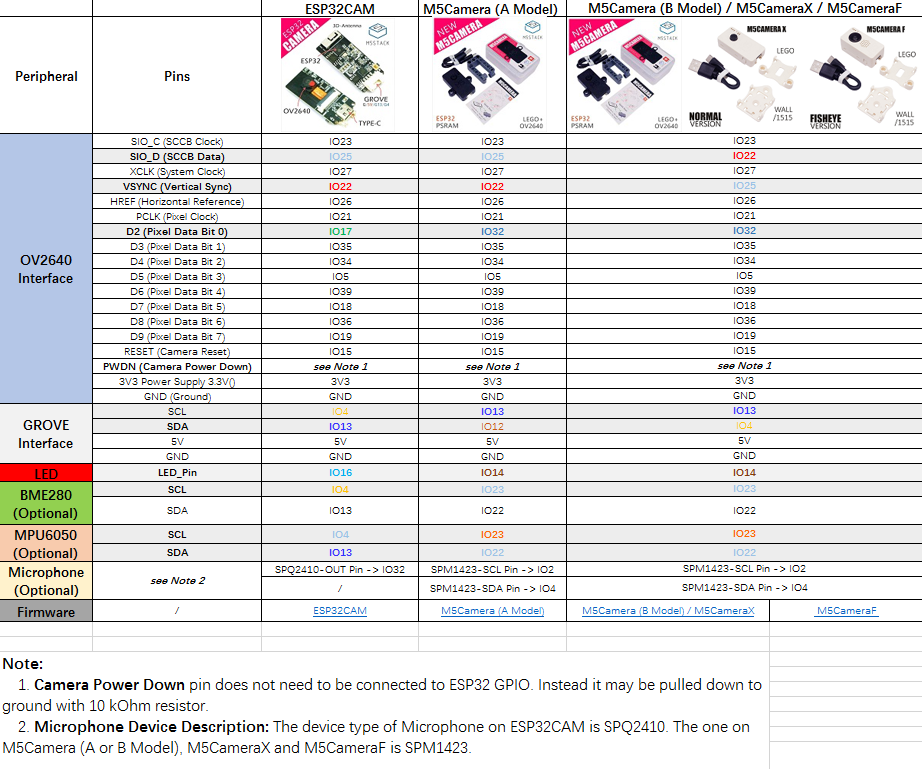 ESP32CAM M5Camera (A Model) M5Camera (B Model) / M5CameraX / M5CameraF
Peripheral Pins
ESP32
CAMERA
3D-Antenna
M5STACK
ESP32
OV2640
GROVE
TYPE-C
NEW
M5CAMERA
M5STACK
ESP32
PSRAM
LEGO+
OV2640
NEW
M5CAMERA
M5STACK
ESP32
PSRAM
LEGO+
OV2640
M5CAMERA X
LEGO
NORMAL
VERSION
WALL
/1515
M5CAMERA F
LEGO
FISHEYE
VERSION
WALL
/1515
OV2640
Interface
SIO_C (SCCB Clock) IO23 IO23 IO23
SIO_D (SCCB Data) IO25 IO25 IO22
XCLK (System Clock) IO27 IO27 IO27
VSYNC (Vertical Sync) IO22 IO22 IO25
HREF (Horizontal Reference) IO26 IO26 IO26
PCLK (Pixel Clock) IO21 IO21 IO21
D2 (Pixel Data Bit 0) IO17 IO32 IO32
D3 (Pixel Data Bit 1) IO35 IO35 IO35
D4 (Pixel Data Bit 2) IO34 IO34 IO34
D5 (Pixel Data Bit 3) IO5 IO5 IO5
D6 (Pixel Data Bit 4) IO39 IO39 IO39
D7 (Pixel Data Bit 5) IO18 IO18 IO18
D8 (Pixel Data Bit 6) IO36 IO36 IO36
D9 (Pixel Data Bit 7) IO19 IO19 IO19
RESET (Camera Reset) IO15 IO15 IO15
PWDN (Camera Power Down) see Note 1 see Note 1 see Note 1
3V3 Power Supply 3.3V() 3V3 3V3 3V3
GND (Ground) GND GND GND
GROVE
Interface
SCL IO4 IO13 IO13
SDA IO13 IO12 IO4
5V 5V 5V 5V
GND GND GND GND
LED LED_Pin IO16 IO14 IO14
BME280
(Optional)
SCL IO4 IO23 IO23
SDA IO13 IO22 IO22
MPU6050
(Optional)
SCL IO4 IO23 IO23
SDA IO13 IO22 IO22
Microphone
(Optional)
see Note 2
SPQ2410-OUT Pin -> IO32 SPM1423-SCL Pin -> IO2 SPM1423-SCL Pin -> IO2
/ SPM1423-SDA Pin -> IO4 SPM1423-SDA Pin -> IO4
Firmware / ESP32CAM M5Camera (A Model) M5Camera (B Model) / M5CameraX M5CameraF
Note:
1. Camera Power Down pin does not need to be connected to ESP32 GPIO. Instead it may be pulled down to
ground with 10 kOhm resistor.
2. Microphone Device Description: The device type of Microphone on ESP32CAM is SPQ2410. The one on
M5Camera (A or B Model), M5CameraX and M5CameraF is SPM1423.